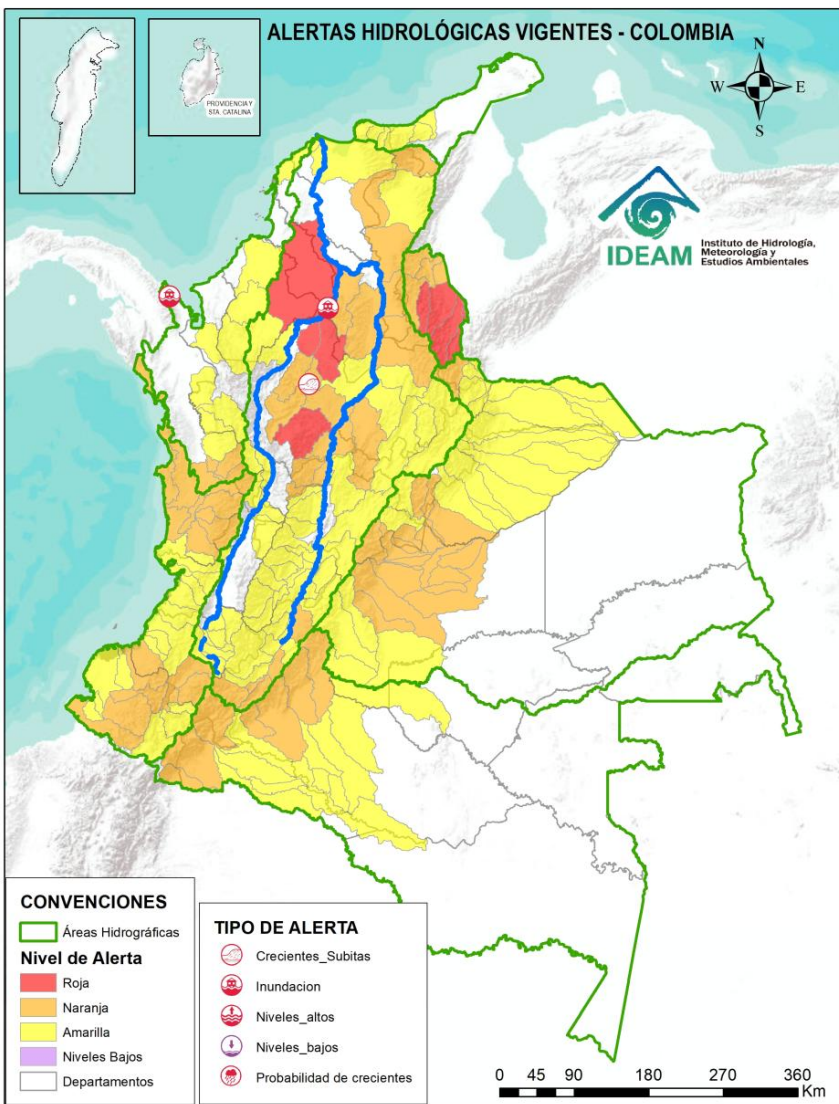 ALERTAS HIDROLÓGICAS VIGENTES - COLOMBIA
PROVIDENCIA Y
STA. CATALINA
N
W
E
S
IDEAM
Instituto de Hidrología,
Meteorología y
Estudios Ambientales
CONVENCIONES
Áreas Hidrográficas
Nivel de Alerta
Roja
Naranja
Amarilla
Niveles Bajos
Departamentos
TIPO DE ALERTA
Crecientes_Subitas
Inundacion
Niveles_altos
Niveles_bajos
Probabilidad de crecientes
0 45 90 180 270 360
Km